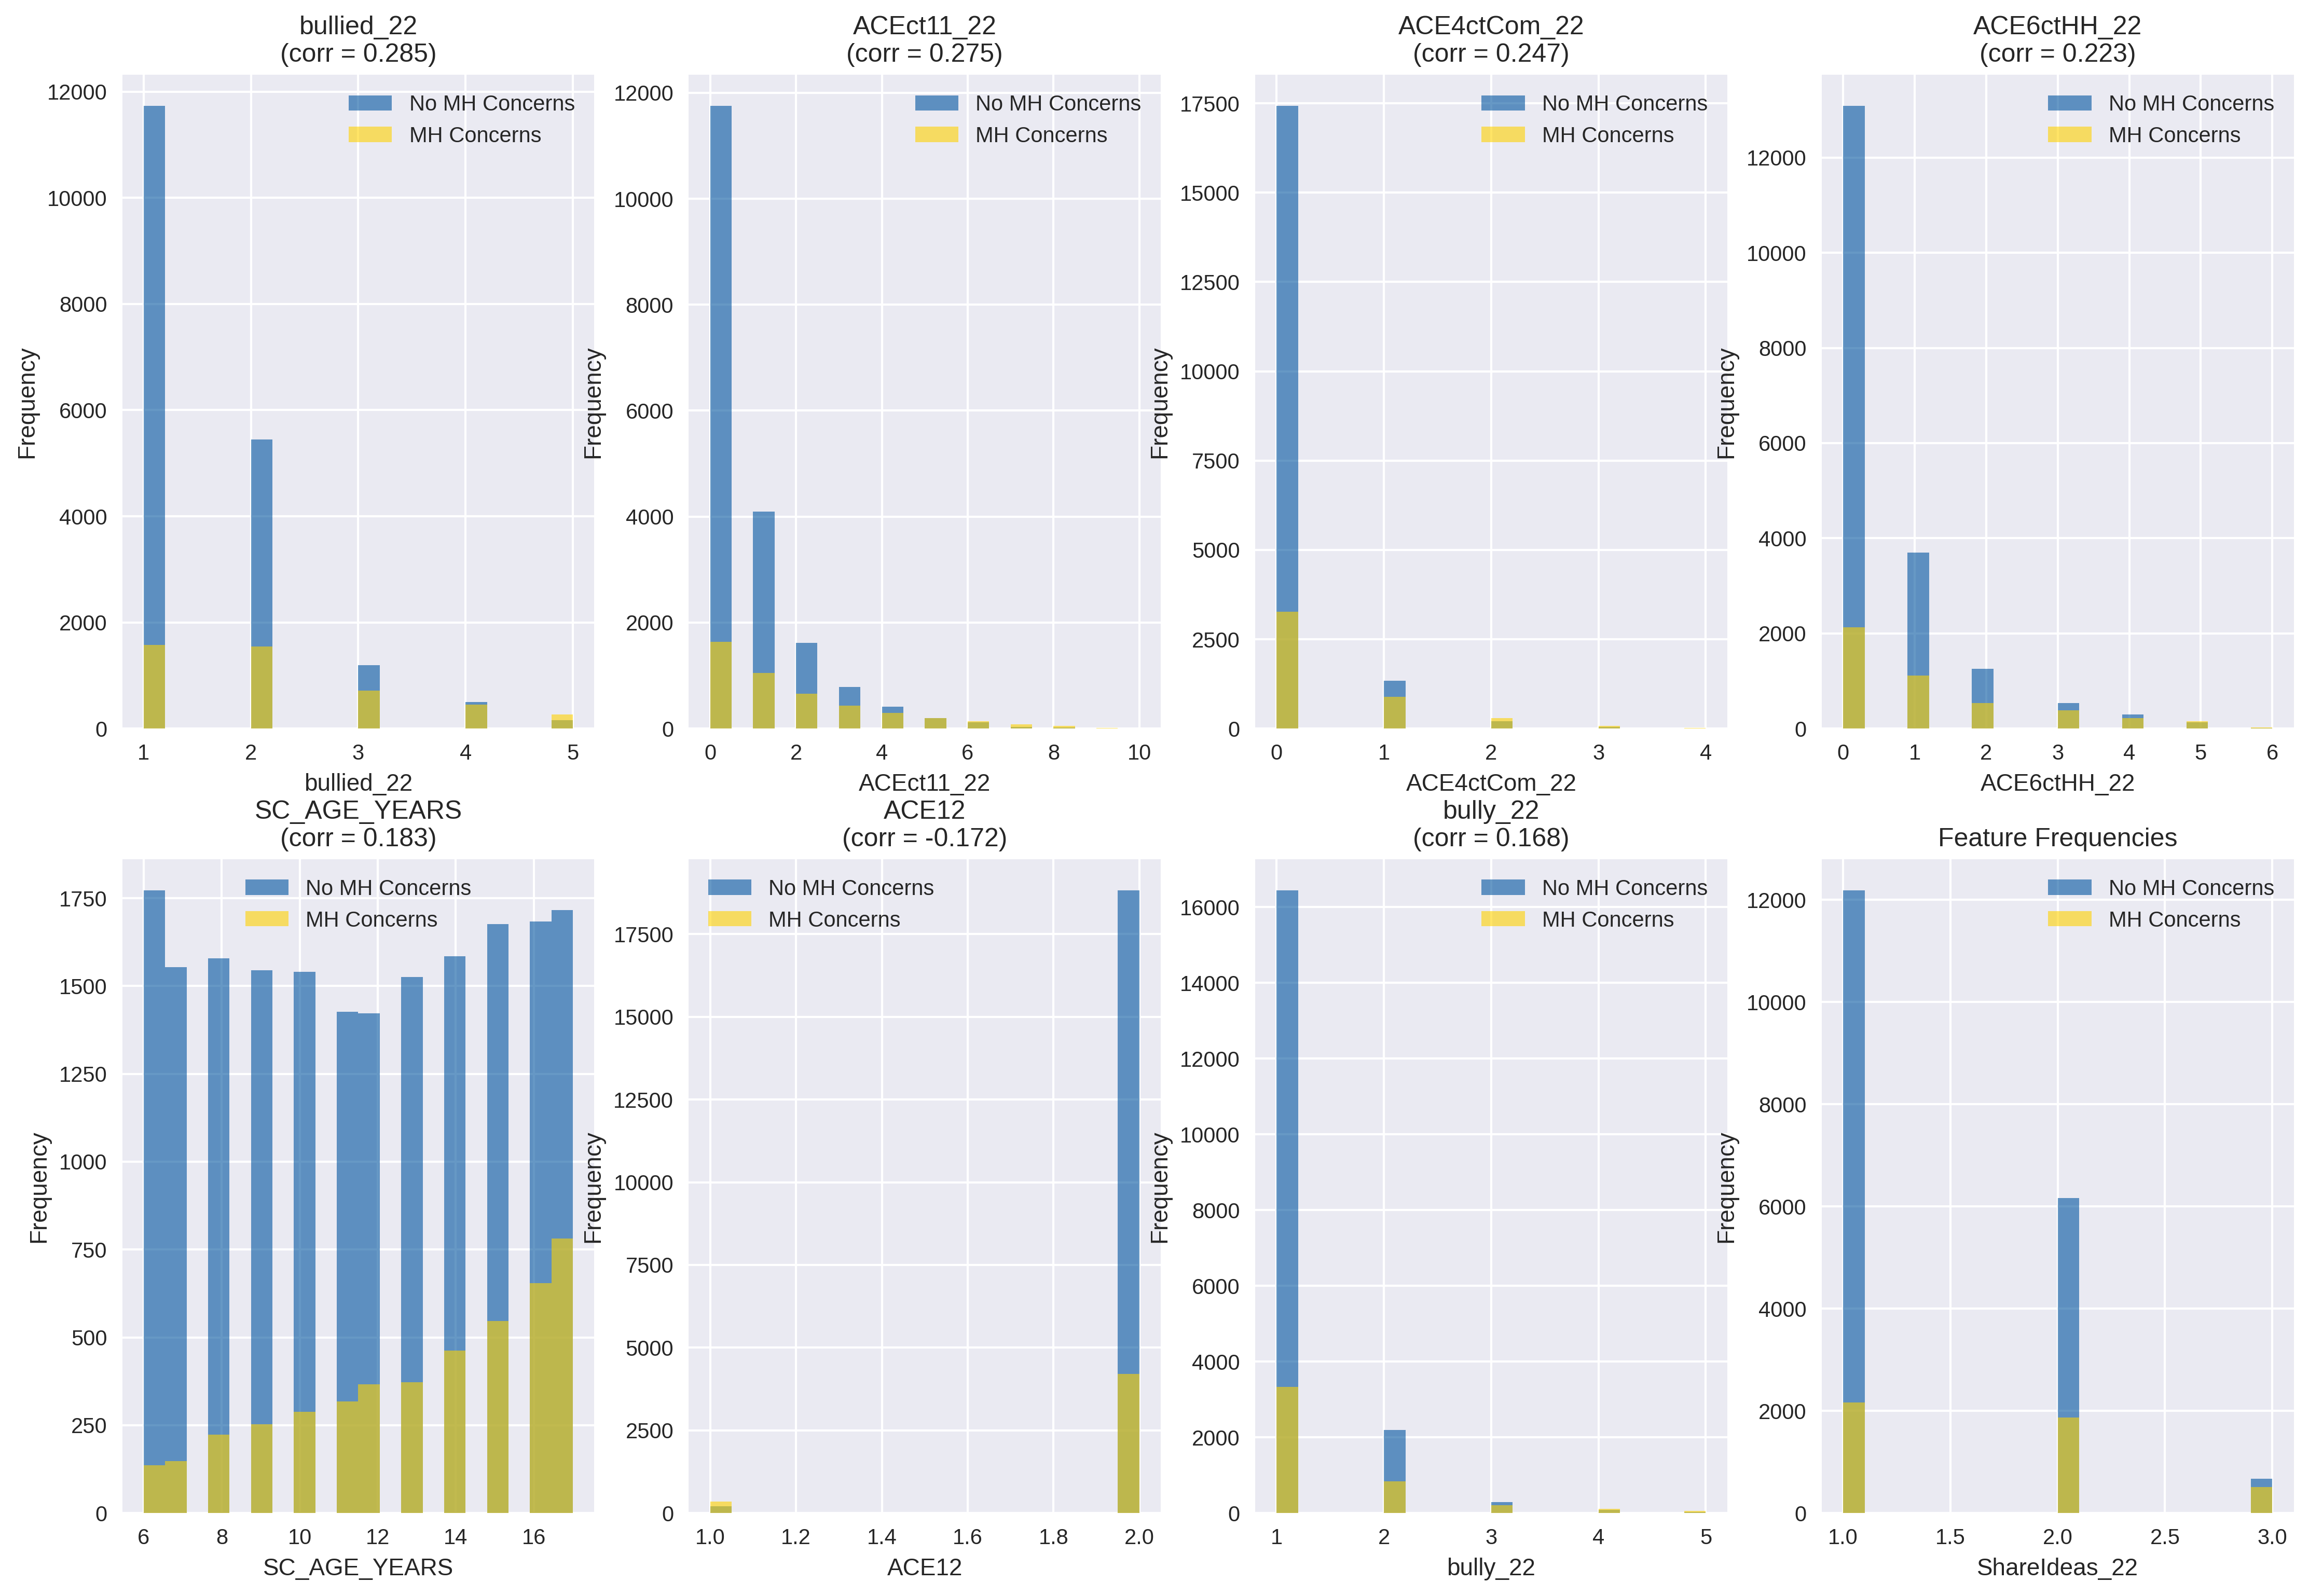 bullied_22
(corr = 0.285)
12000
10000
8000
6000
4000
2000
0
Frequency
No MH Concerns
MH Concerns
1 2 3 4 5
bullied_22
ACEct11_22
(corr = 0.275)
12000
10000
8000
6000
4000
2000
0
Frequency
No MH Concerns
MH Concerns
0 2 4 6 8 10
ACEct11_22
ACE4ctCom_22
(corr = 0.247)
17500
15000
12500
10000
7500
5000
2500
0
Frequency
No MH Concerns
MH Concerns
0 1 2 3 4
ACE4ctCom_22
ACE6ctHH_22
(corr = 0.223)
12000
10000
8000
6000
4000
2000
0
Frequency
No MH Concerns
MH Concerns
0 1 2 3 4 5 6
ACE6ctHH_22
SC_AGE_YEARS
(corr = 0.183)
1750
1500
1250
1000
750
500
250
0
Frequency
No MH Concerns
MH Concerns
6 8 10 12 14 16
SC_AGE_YEARS
ACE12
(corr = -0.172)
17500
15000
12500
10000
7500
5000
2500
0
Frequency
No MH Concerns
MH Concerns
1.0 1.2 1.4 1.6 1.8 2.0
ACE12
bully_22
(corr = 0.168)
16000
14000
12000
10000
8000
6000
4000
2000
0
Frequency
No MH Concerns
MH Concerns
1 2 3 4 5
bully_22
Feature Frequencies
12000
10000
8000
6000
4000
2000
0
Frequency
No MH Concerns
MH Concerns
1.0 1.5 2.0 2.5 3.0
ShareIdeas_22